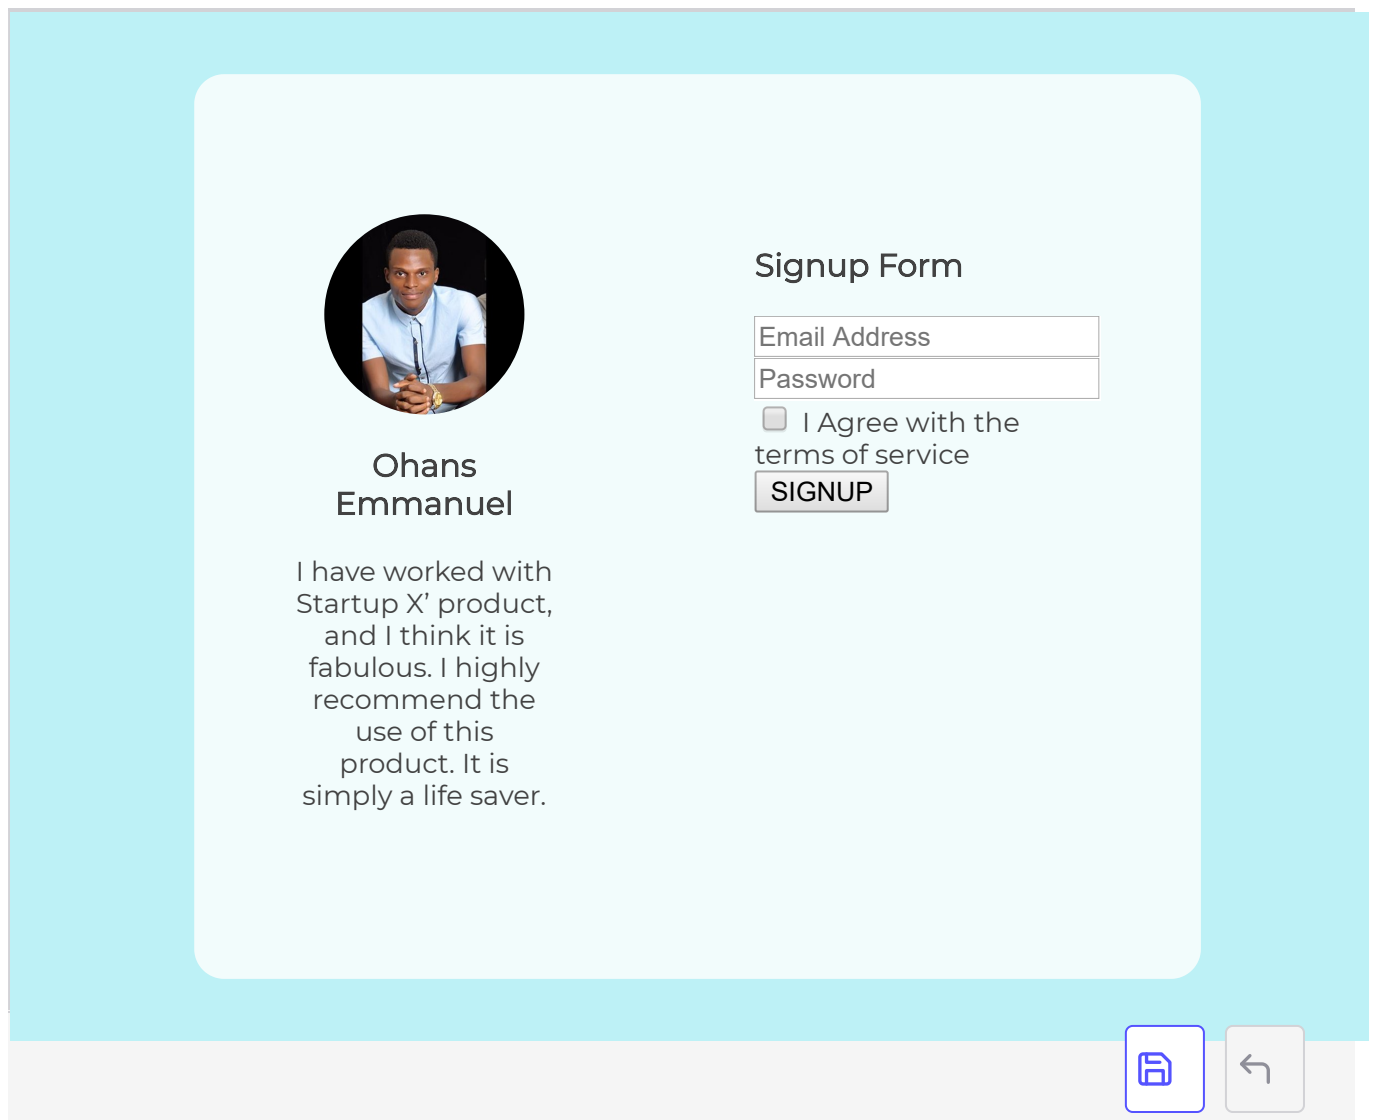 Ohans
Emmanuel
I have worked with
Startup X’ product,
and I think it is
fabulous. I highly
recommend the
use of this
product. It is
simply a life saver.
Signup Form
Email Address
Password
I Agree with the
terms of service
SIGNUP